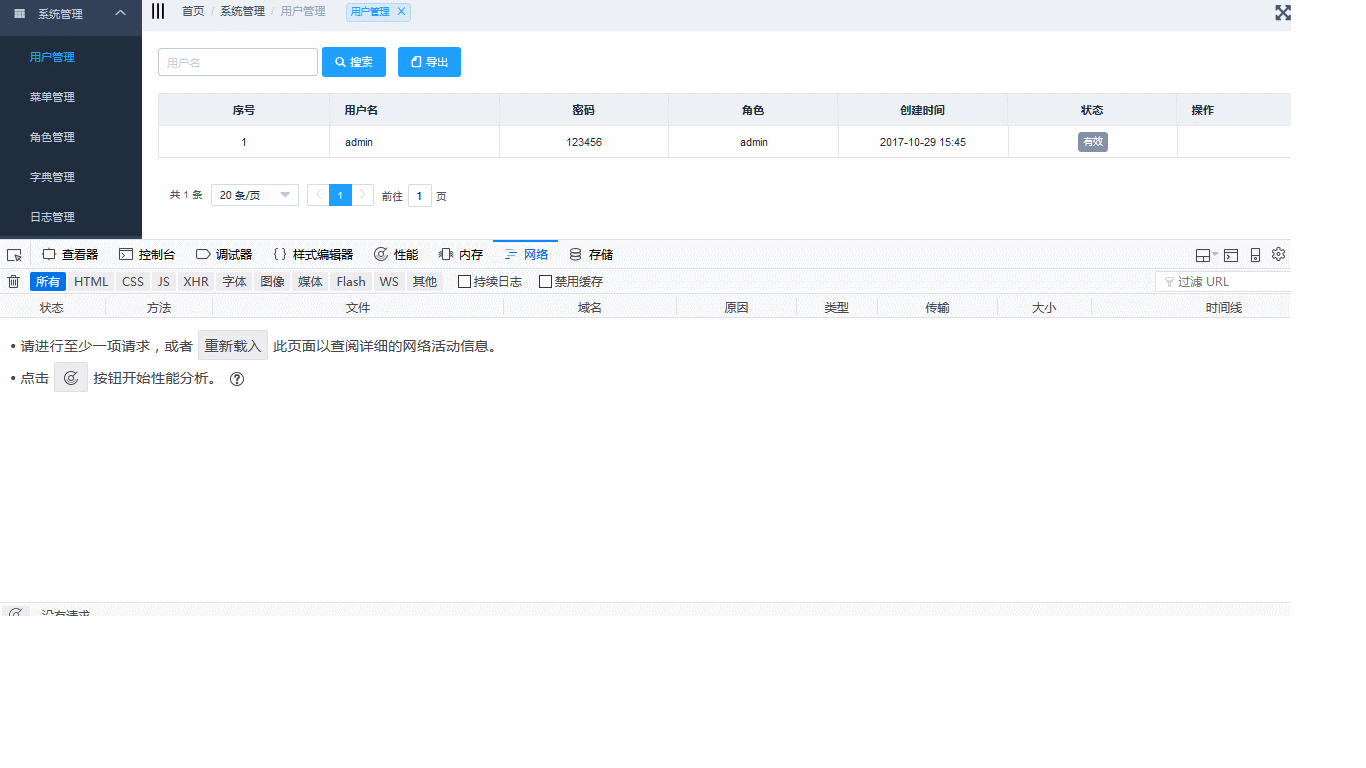 系统管理
首页 / 系统管理 / 用户管理 用户管理
用户管理
菜单管理
角色管理
字典管理
日志管理
用户名 搜索 导出
序号 用户名 密码 角色 创建时间 状态 操作
1 admin 123456 admin 2017-10-29 15:45 有效
共 1 条 20 条/页 1 前往 1 页
查看器 控制台 调试器 样式编辑器 性能 内存 网络 存储
所有 HTML CSS JS XHR 字体 图像 媒体 Flash WS 其他 持续日志 禁用缓存 过滤 URL
状态 方法 文件 域名 原因 类型 传输 大小 时间线
• 请进行至少一项请求，或者 重新载入 此页面以查阅详细的网络活动信息。
• 点击 按钮开始性能分析。
没有请求